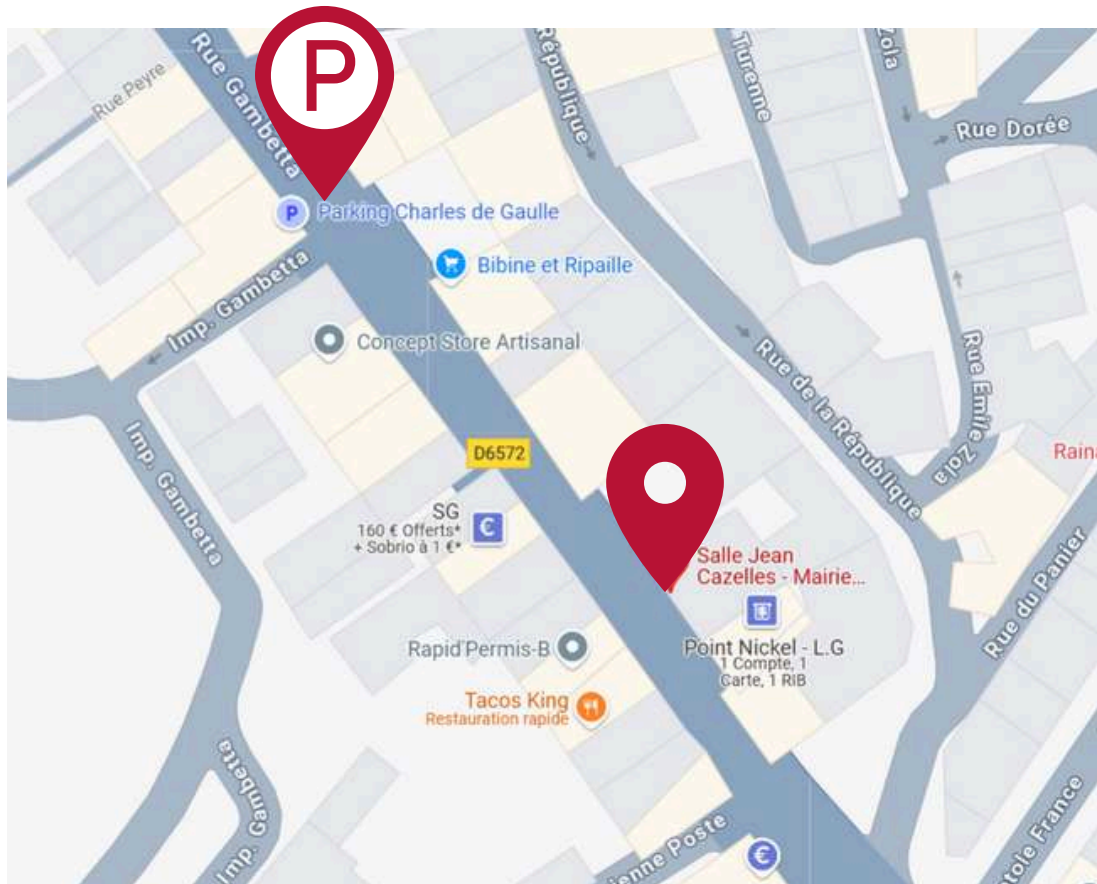 P
Rue Gambetta
Rue Peyre
République
Turenne
Zola
Rue Dorée
P
Parking Charles de Gaulle
Bibine et Ripaille
Imp. Gambetta
Concept Store Artisanal
Rue de la République
Rue Emile Zola
D6572
Imp. Gambetta
SG
160 € Offerts*
+ Sobrio à 1 €*
€
Salle Jean
Cazelles - Mairie...
Rue du Panier
Rapid'Permis-B
Point Nickel - L.G
1 Compte, 1
Carte, 1 RIB
Tacos King
Restauration rapide
Imp. Gambetta
ienne Poste
€
tole France